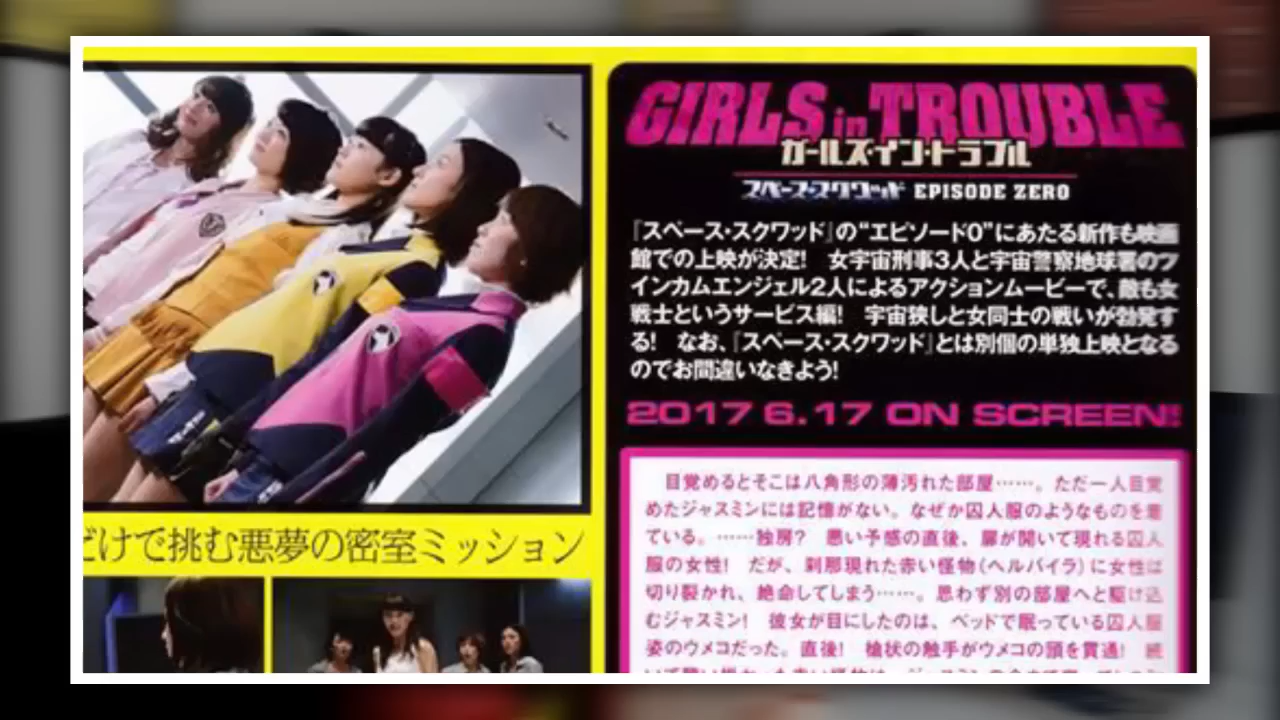 GIRLS in TROUBLE
ガールズ・イン・トラブル
スペース・スクワッド EPISODE ZERO
『スペース・スクワッド』の“エピソード0”にあたる新作も映画
館での上映が決定! 女宇宙刑事3人と宇宙警察地球署のフ
インカムエンジェル2人によるアクションムービーで、敵も女
戦士というサービス編! 宇宙狭しと女同士の戦いが勃発す
る! なお、『スペース・スクワッド』とは別個の単独上映となる
のでお間違いなきよう!
2017 6.17 ON SCREEN!
だけで挑む悪夢の密室ミッション
目覚めるとそこは八角形の薄汚れた部屋……。ただ一人目覚
めたジャスミンには記憶がない。なぜか囚人服のようなものを着
ている。……独房? 悪い予感の直後、扉が開いて現れる囚人
服の女性! だが、刹那現れた赤い怪物(ヘルバイラ)に女性は
切り裂かれ、絶命してしまう……。思わず別の部屋へと駆け込
むジャスミン! 彼女が目にしたのは、ベッドで眠っている囚人服
姿のウメコだった。直後! 槍状の触手がウメコの頭を貫通!